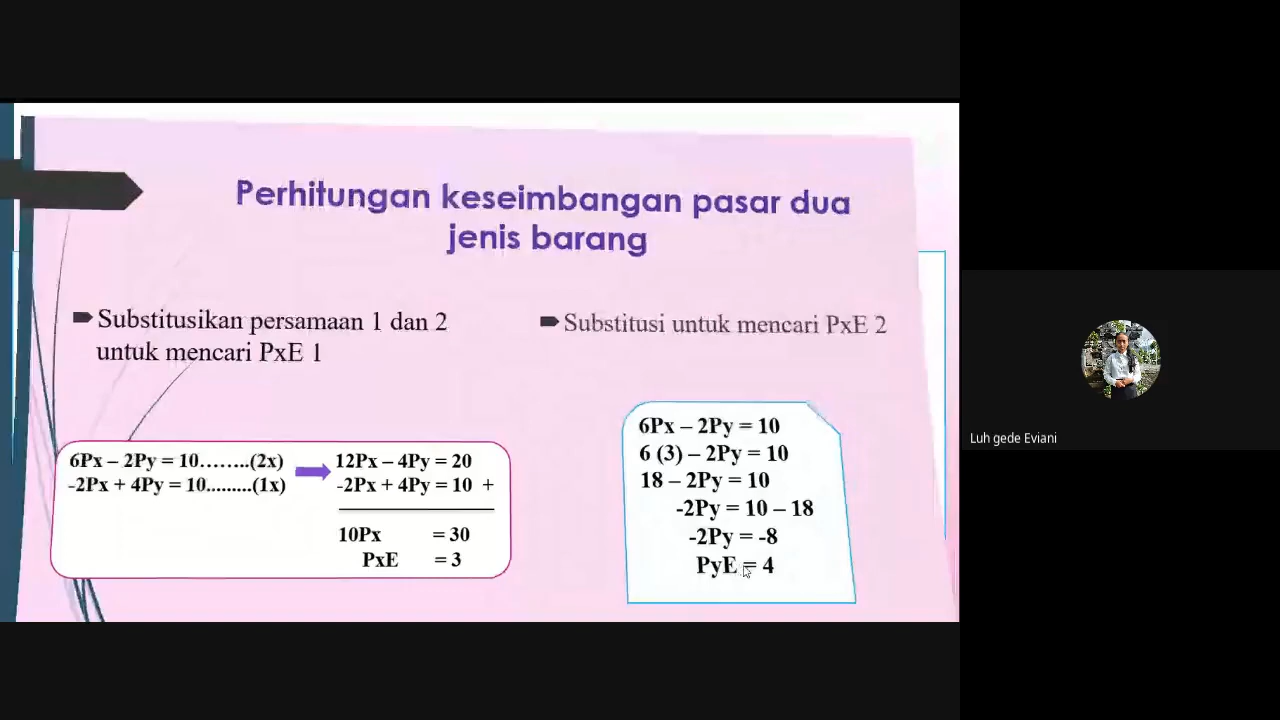 Perhitungan keseimbangan pasar dua
jenis barang
Substitusikan persamaan 1 dan 2
untuk mencari PxE 1
6Px – 2Py = 10……..(2x)
-2Px + 4Py = 10.........(1x)
12Px – 4Py = 20
-2Px + 4Py = 10 +
10Px = 30
PxE = 3
Substitusi untuk mencari PxE 2
6Px – 2Py = 10
6 (3) – 2Py = 10
18 – 2Py = 10
-2Py = 10 – 18
-2Py = -8
PyE = 4
Luh gede Eviani